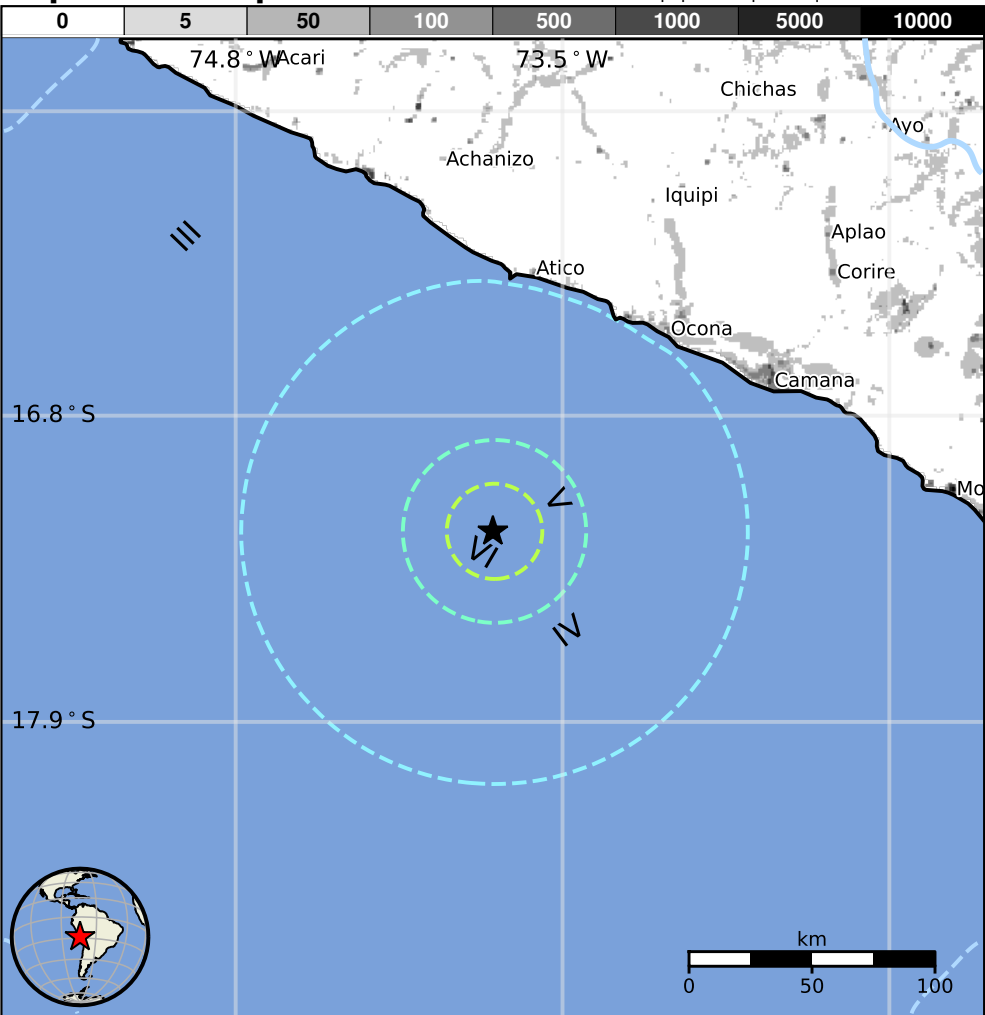 0 5 50 100 500 1000 5000 10000
74.8°W Acari 73.5°W
Chichas
Ayo
Achanizo
Iquipi
III
Aplao
Atico
Corire
Ocona
Camana
16.8°S
Mo
V
VI
IV
17.9°S
km
0 50 100